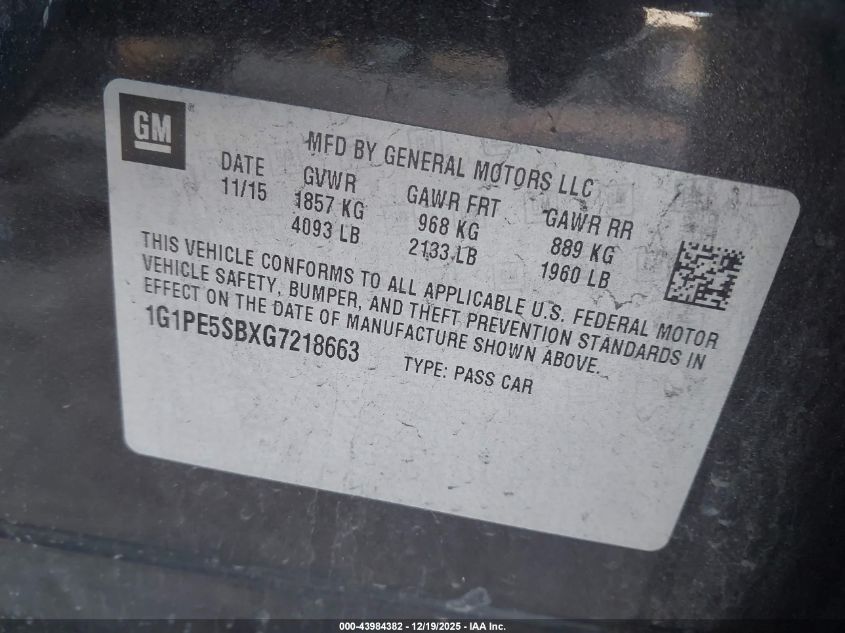 GM
MFD BY GENERAL MOTORS LLC
DATE GVWR GAWR FRT GAWR RR
11/15 1857 KG 968 KG 889 KG
4093 LB 2133 LB 1960 LB
THIS VEHICLE CONFORMS TO ALL APPLICABLE U.S. FEDERAL MOTOR
VEHICLE SAFETY, BUMPER, AND THEFT PREVENTION STANDARDS IN
EFFECT ON THE DATE OF MANUFACTURE SHOWN ABOVE.
1G1PE5SBXG7218663 TYPE: PASS CAR
000-43984382 - 12/19/2025 - IAA Inc.